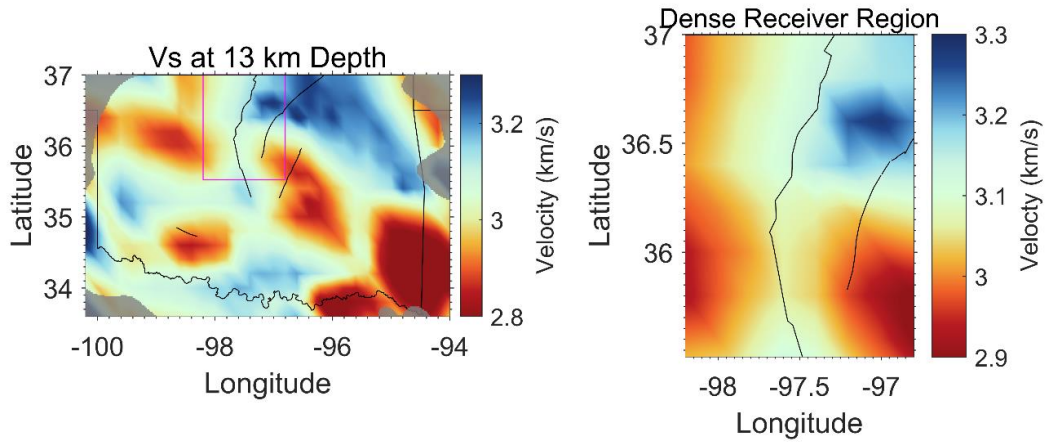 Vs at 13 km Depth
37
36
35
34
Latitude
-100
-98
-96
-94
Longitude
3.2
3
2.8
Velocity (km/s)
Dense Receiver Region
37
36.5
36
Latitude
-98
-97.5
-97
Longitude
3.3
3.2
3.1
3
2.9
Velocty (km/s)